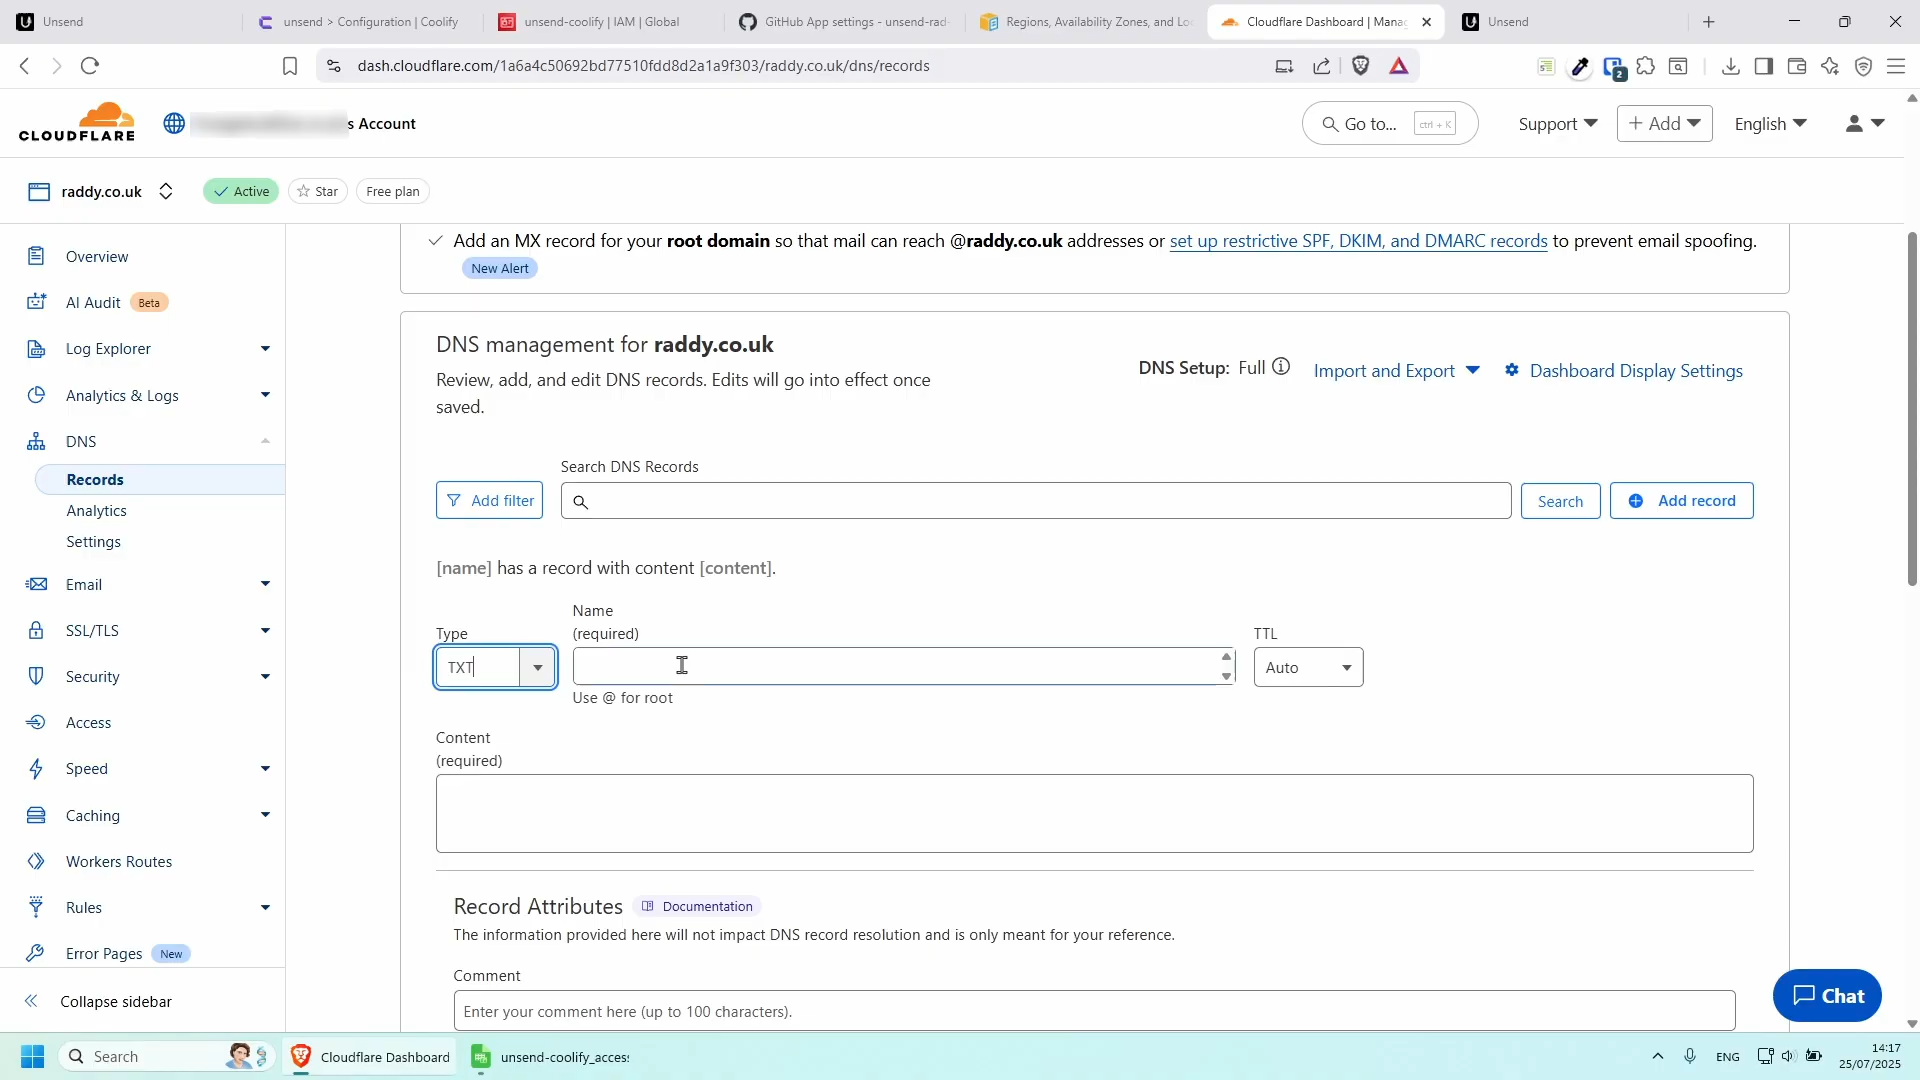 Unsend
unsend > Configuration | Coolify
unsend-coolify | IAM | Global
GitHub App settings - unsend-rad
Regions, Availability Zones, and Lo
Cloudflare Dashboard | Manag
Unsend
dash.cloudflare.com/1a6a4c50692bd77510fdd8d2a1a9f303/raddy.co.uk/dns/records
2
CLOUDFLARE
s Account
Go to...
ctrl + K
Support
+ Add
English
raddy.co.uk
Active
Star
Free plan
Overview
AI Audit Beta
Log Explorer
Analytics & Logs
DNS
Records
Analytics
Settings
Email
SSL/TLS
Security
Access
Speed
Caching
Workers Routes
Rules
Error Pages New
Collapse sidebar
Add an MX record for your root domain so that mail can reach @raddy.co.uk addresses or set up restrictive SPF, DKIM, and DMARC records to prevent email spoofing.
New Alert
DNS management for raddy.co.uk
Review, add, and edit DNS records. Edits will go into effect once
saved.
DNS Setup: Full
Import and Export
Dashboard Display Settings
Search DNS Records
Add filter
Search
Add record
[name] has a record with content [content].
Type
Name
(required)
TTL
TXT
Auto
Use @ for root
Content
(required)
Record Attributes
Documentation
The information provided here will not impact DNS record resolution and is only meant for your reference.
Comment
Enter your comment here (up to 100 characters).
Chat
Search
Cloudflare Dashboard
unsend-coolify_access
ENG
14:17
25/07/2025